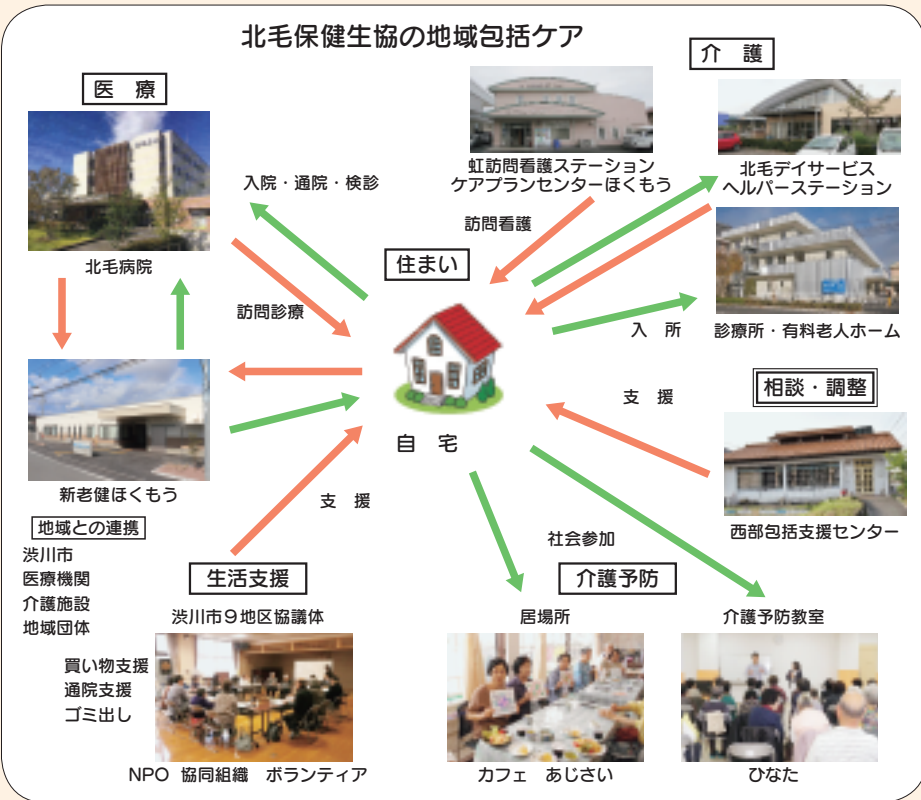 北毛保健生協の地域包括ケア
医　療
北毛病院
入院・通院・検診
訪問診療
新老健ほくもう
介　護
虹訪問看護ステーション
ケアプランセンターほくもう
訪問看護
北毛デイサービス
ヘルパーステーション
住まい
自　宅
入　所
診療所・有料老人ホーム
相談・調整
支　援
西部包括支援センター
地域との連携
渋川市
医療機関
介護施設
地域団体
支　援
生活支援
渋川市9地区協議体
買い物支援
通院支援
ゴミ出し
NPO 協同組織 ボランティア
社会参加
介護予防
居場所
カフェ　あじさい
介護予防教室
ひなた